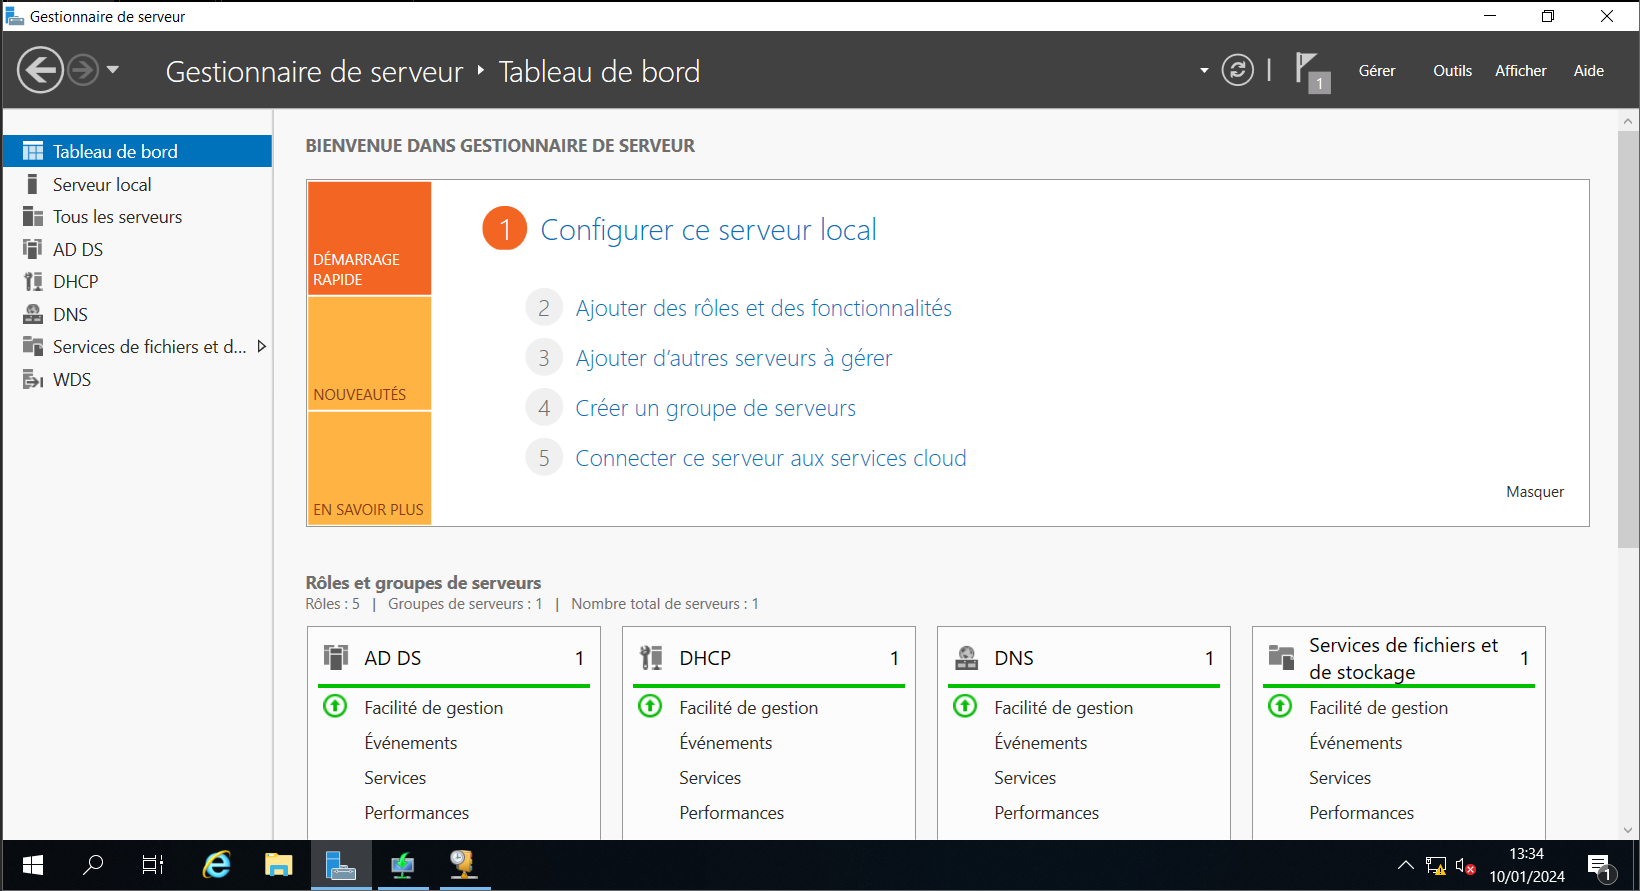 Gestionnaire de serveur
Gestionnaire de serveur ‣ Tableau de bord
1
Gérer
Outils
Afficher
Aide
Tableau de bord
Serveur local
Tous les serveurs
AD DS
DHCP
DNS
Services de fichiers et d...
WDS
BIENVENUE DANS GESTIONNAIRE DE SERVEUR
DÉMARRAGE
RAPIDE
NOUVEAUTÉS
EN SAVOIR PLUS
1 Configurer ce serveur local
2 Ajouter des rôles et des fonctionnalités
3 Ajouter d’autres serveurs à gérer
4 Créer un groupe de serveurs
5 Connecter ce serveur aux services cloud
Masquer
Rôles et groupes de serveurs
Rôles : 5 | Groupes de serveurs : 1 | Nombre total de serveurs : 1
AD DS 1
Facilité de gestion
Événements
Services
Performances
DHCP 1
Facilité de gestion
Événements
Services
Performances
DNS 1
Facilité de gestion
Événements
Services
Performances
Services de fichiers et
de stockage 1
Facilité de gestion
Événements
Services
Performances
13:34
10/01/2024
1